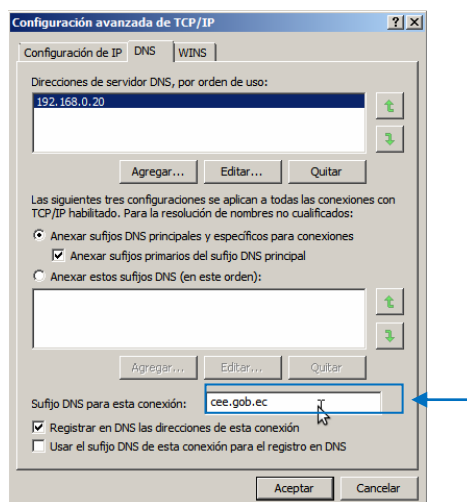 Configuración avanzada de TCP/IP
Configuración de IP DNS WINS
Direcciones de servidor DNS, por orden de uso:
192.168.0.20
Agregar... Editar... Quitar
Las siguientes tres configuraciones se aplican a todas las conexiones con
TCP/IP habilitado. Para la resolución de nombres no cualificados:
Anexar sufijos DNS principales y específicos para conexiones
Anexar sufijos primarios del sufijo DNS principal
Anexar estos sufijos DNS (en este orden):
Agregar... Editar... Quitar
Sufijo DNS para esta conexión: cee.gob.ec
Registrar en DNS las direcciones de esta conexión
Usar el sufijo DNS de esta conexión para el registro en DNS
Aceptar Cancelar